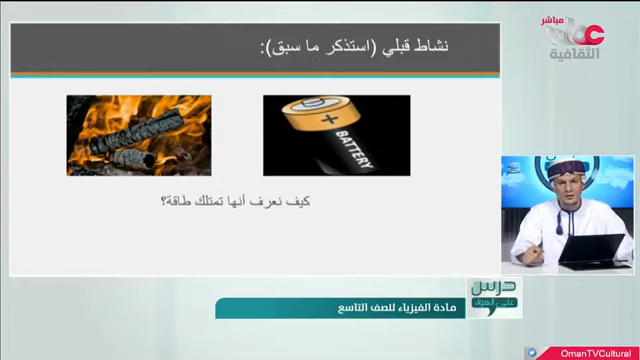 مباشر
عمان
الثقافية
نشاط قبلي (استذكر ما سبق):
+
BATTERY
كيف نعرف أنها تمتلك طاقة؟
درس
على الهواء
مادة الفيزياء للصف التاسع
OmanTVCultural